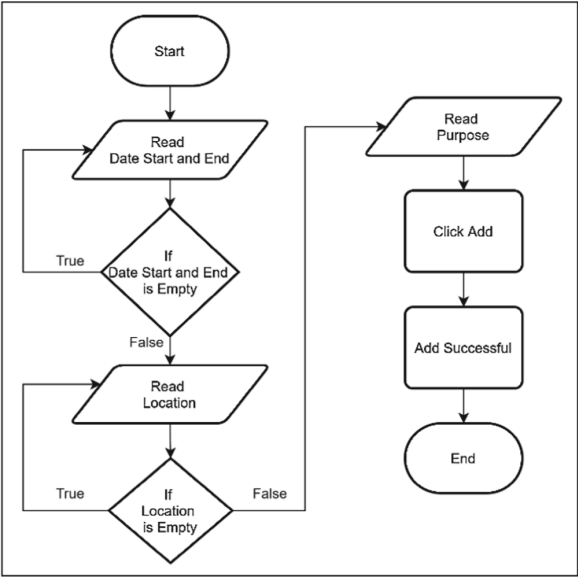 Start
Read
Date Start and End
True
If
Date Start and End
is Empty
False
Read
Location
True
If
Location
is Empty
False
Read
Purpose
Click Add
Add Successful
End